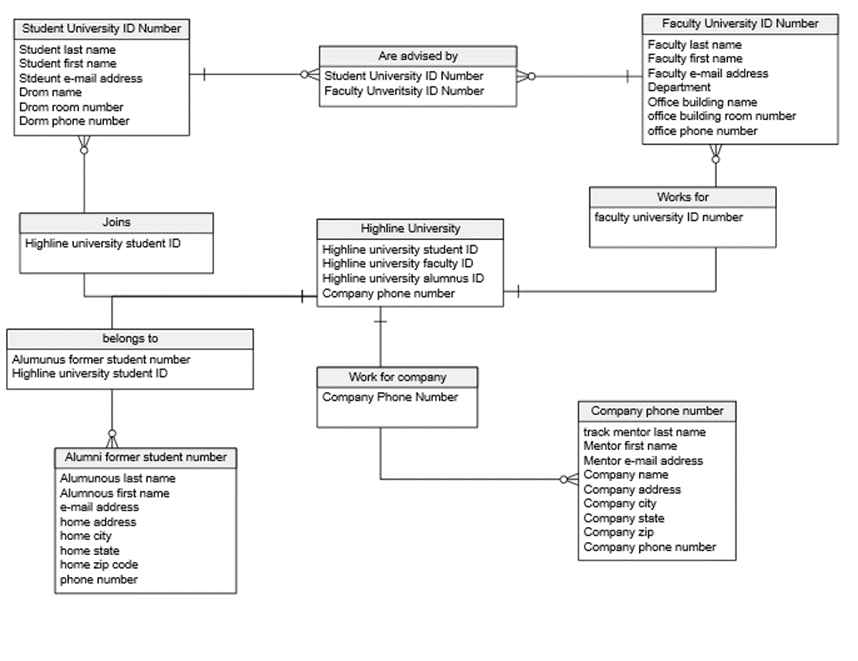 Student University ID Number
Student last name
Student first name
Stdeunt e-mail address
Drom name
Drom room number
Dorm phone number
Are advised by
Student University ID Number
Faculty Unveritsity ID Number
Faculty University ID Number
Faculty last name
Faculty first name
Faculty e-mail address
Department
Office building name
office building room number
office phone number
Joins
Highline university student ID
Highline University
Highline university student ID
Highline university faculty ID
Highline university alumnus ID
Company phone number
Works for
faculty university ID number
belongs to
Alumunus former student number
Highline university student ID
Work for company
Company Phone Number
Alumni former student number
Alumunous last name
Alumnous first name
e-mail address
home address
home city
home state
home zip code
phone number
Company phone number
track mentor last name
Mentor first name
Mentor e-mail address
Company name
Company address
Company city
Company state
Company zip
Company phone number